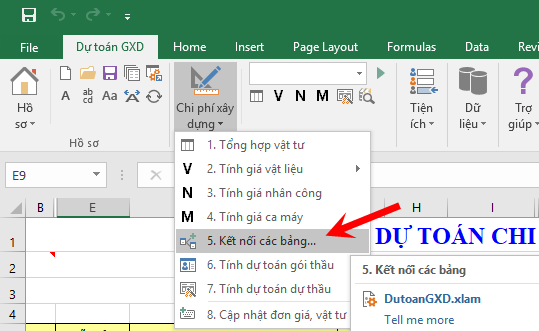 File
Dự toán GXD
Home
Insert
Page Layout
Formulas
Data
Review
Hồ sơ
A
ab
cd
Aa
Hồ sơ
Chi phí xây dựng
V
N
M
Tiện ích
Dữ liệu
Trợ giúp
E9
B
E
H
I
1
2
3
4
DỰ TOÁN CHI
1. Tổng hợp vật tư
2. Tính giá vật liệu
3. Tính giá nhân công
4. Tính giá ca máy
5. Kết nối các bảng...
6. Tính dự toán gói thầu
7. Tính dự toán dự thầu
8. Cập nhật đơn giá, vật tư
V
N
M
5. Kết nối các bảng
DutoanGXD.xlam
Tell me more